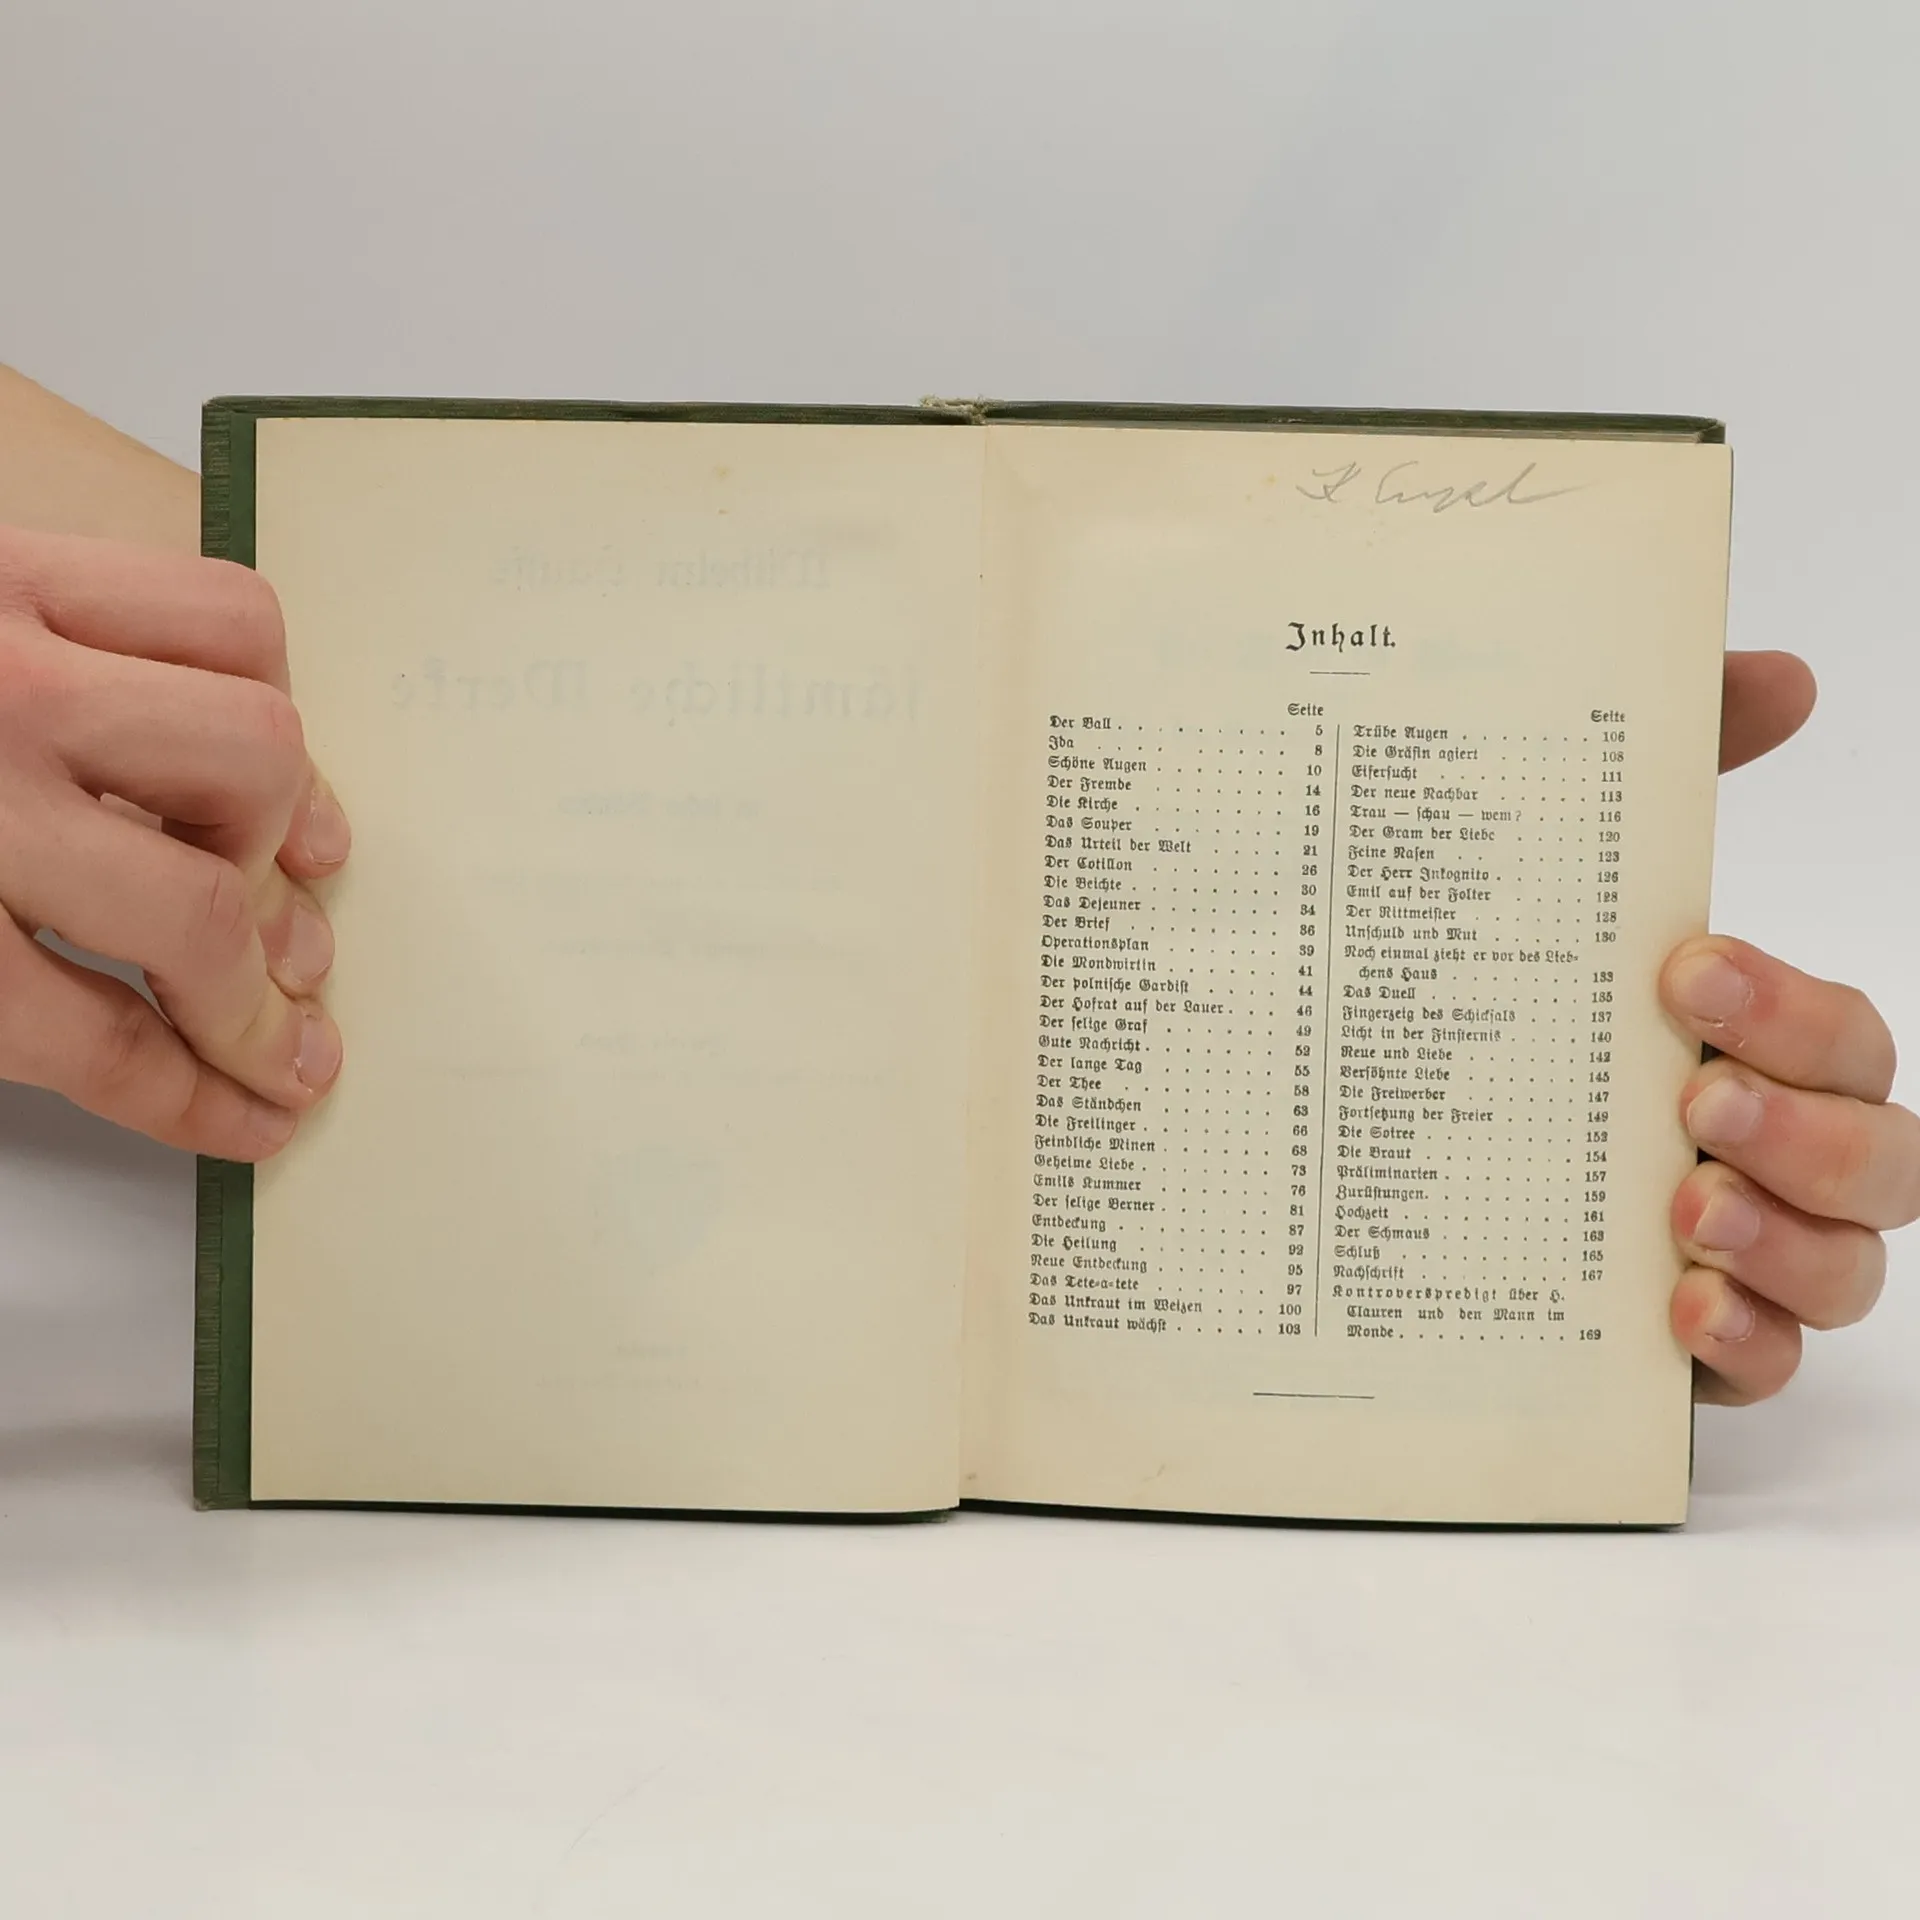 Inhalt.
Seite
Der Ball . . . . . . . . . 5
Ida . . . . . . . . . 8
Schöne Augen . . . . . . . 10
Der Fremde . . . . . . . 14
Die Kirche . . . . . . . . 16
Das Souper . . . . . . . 19
Das Urteil der Welt . . . . 21
Der Cotillon . . . . . . . 26
Die Beichte . . . . . . . . 30
Das Dejeuner . . . . . . . 34
Der Brief . . . . . . . . 36
Operationsplan . . . . . . 39
Die Mondwirtin . . . . . . 41
Der polnische Gardist . . . . 44
Der Hofrat auf der Lauer . . . 46
Der selige Graf . . . . . . 49
Gute Nachricht . . . . . . . 52
Der lange Tag . . . . . . 55
Der Thee . . . . . . . . 58
Das Ständchen . . . . . . 63
Die Freilinger . . . . . . . 66
Feindliche Minen . . . . . . 68
Geheime Liebe . . . . . . . 73
Emils Kummer . . . . . . 76
Der selige Berner . . . . . 81
Entdeckung . . . . . . . . 87
Die Heilung . . . . . . . 92
Neue Entdeckung . . . . . 95
Das Tete-a-tete . . . . . . 97
Das Unkraut im Weizen . . . 100
Das Unkraut wächst . . . . . 103
Seite
Trübe Augen . . . . . . . 106
Die Gräfin agiert . . . . . 108
Eifersucht . . . . . . . . 111
Der neue Nachbar . . . . . 113
Trau — schau — wem? . . . 116
Der Gram der Liebe . . . . 120
Feine Nasen . . . . . . 123
Der Herr Inkognito . . . . . 126
Emil auf der Folter . . . . 128
Der Rittmeister . . . . . . 128
Unschuld und Mut . . . . . 130
Noch einmal zieht er vor des Lieb-
chens Haus . . . . . . . 133
Das Duell . . . . . . . . 135
Fingerzeig des Schicksals . . . 137
Licht in der Finsternis . . . . 140
Reue und Liebe . . . . . . 142
Versöhnte Liebe . . . . . . 145
Die Freiwerber . . . . . . 147
Fortsetzung der Freier . . . . 149
Die Soiree . . . . . . . . 152
Die Braut . . . . . . . . 154
Präliminarien . . . . . . . 157
Zurüstungen . . . . . . . . 159
Hochzeit . . . . . . . . . 161
Der Schmaus . . . . . . . 163
Schluß . . . . . . . . . 165
Nachschrift . . . . . . . . 167
Kontroverspredigt über H.
Clauren und den Mann im
Monde . . . . . . . . . 169